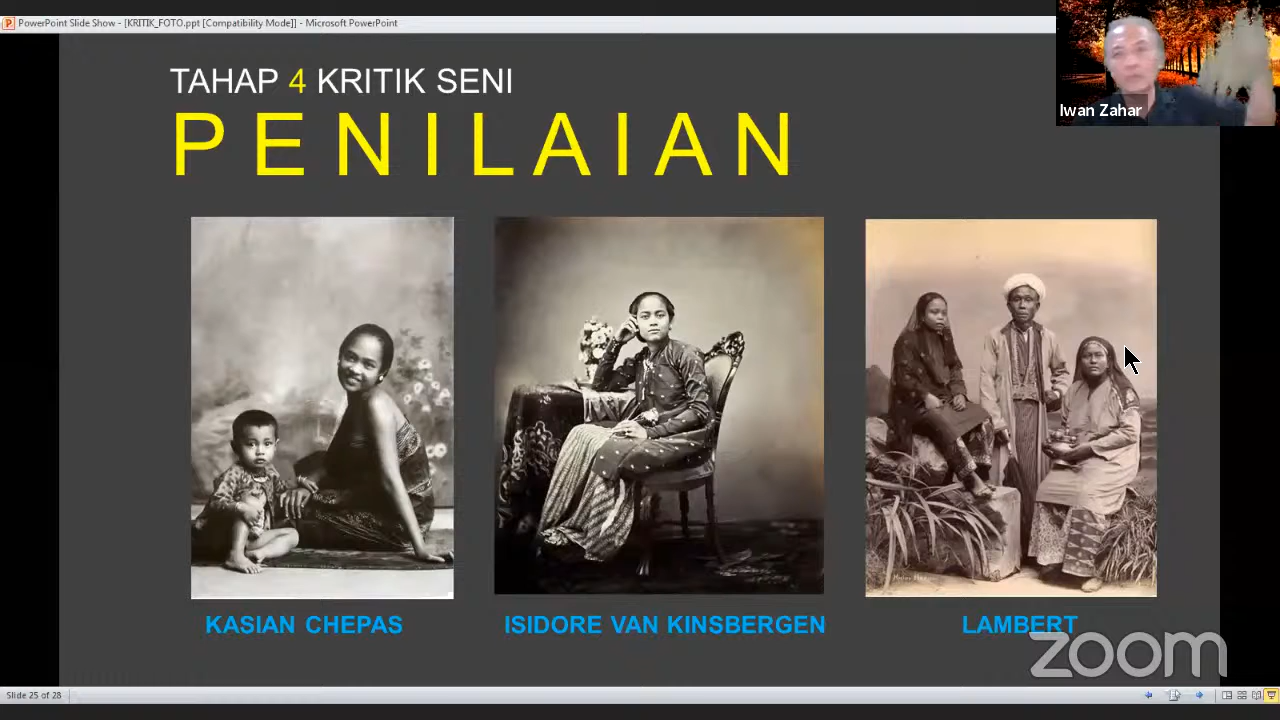 PowerPoint Slide Show - [KRITIK_FOTO.ppt [Compatibility Mode]] - Microsoft PowerPoint
Iwan Zahar
TAHAP 4 KRITIK SENI
PENILAIAN
KASIAN CHEPAS
ISIDORE VAN KINSBERGEN
LAMBERT
zoom
Slide 25 of 28